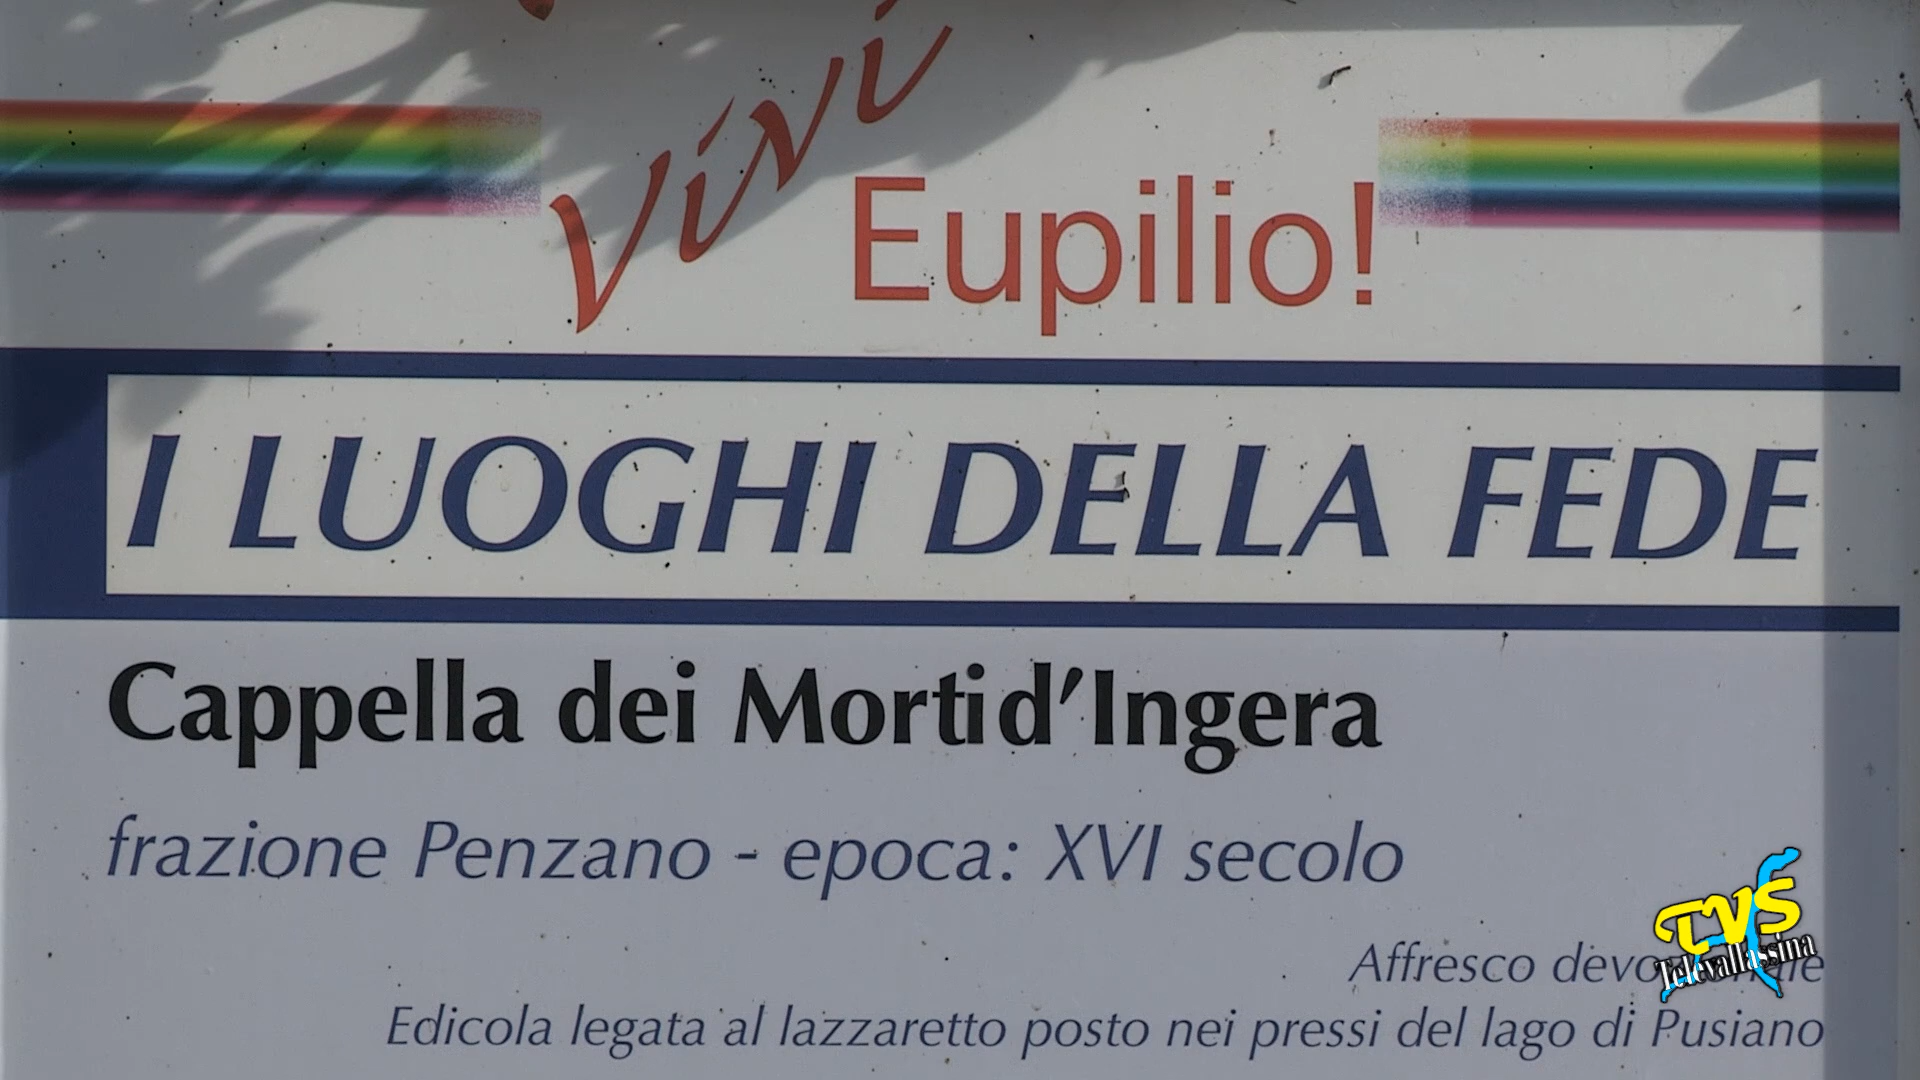 Vivi
Eupilio!
I LUOGHI DELLA FEDE
Cappella dei Morti d'Ingera
frazione Penzano - epoca: XVI secolo
Affresco
Edicola legata al lazzaretto posto nei pressi del lago di Pusiano
TVS
Televallassina